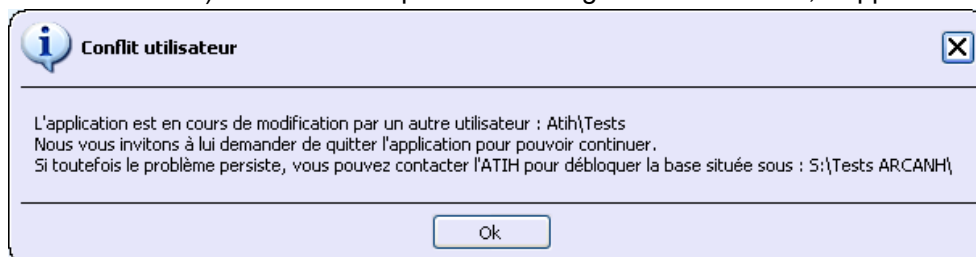 Conflit utilisateur
L'application est en cours de modification par un autre utilisateur : Atih\Tests
Nous vous invitons à lui demander de quitter l'application pour pouvoir continuer.
Si toutefois le problème persiste, vous pouvez contacter l'ATIH pour débloquer la base située sous : S:\Tests ARCANH\
Ok